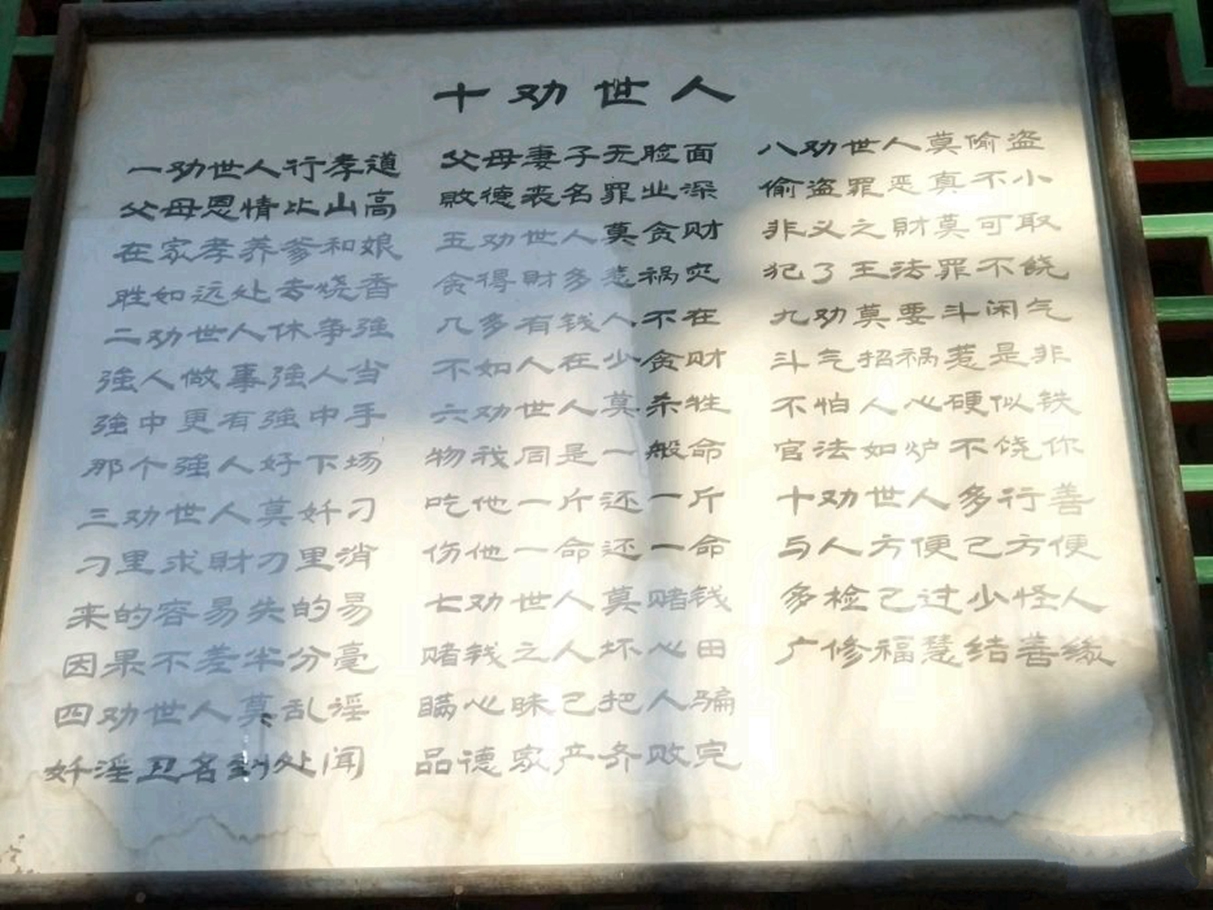 十劝世人
一劝世人行孝道
父母恩情比山高
在家孝养爹和娘
胜如远处去烧香
二劝世人休争强
強人做事強人当
強中更有強中手
那个強人好下场
三劝世人莫奸刁
刁里求財刁里消
来的容易失的易
因果不差半分毫
四劝世人莫乱淫
奸淫丑名到处闻
父母妻子无脸面
败德丧名罪业深
五劝世人莫贪财
贪得財多惹祸灾
几多有钱人不在
不如人在少贪财
六劝世人莫杀牲
物我同是一般命
吃他一斤还一斤
伤他一命还一命
七劝世人莫赌钱
赌钱之人坏心田
瞒心昧己把人骗
品德家产齐败完
八劝世人莫偷盗
偷盗罪恶真不小
非义之財莫可取
犯了王法罪不饶
九劝莫要斗闲气
斗气招祸惹是非
不怕人心硬似铁
官法如炉不饶你
十劝世人多行善
与人方便己方便
多检己过少怪人
广修福慧结善缘